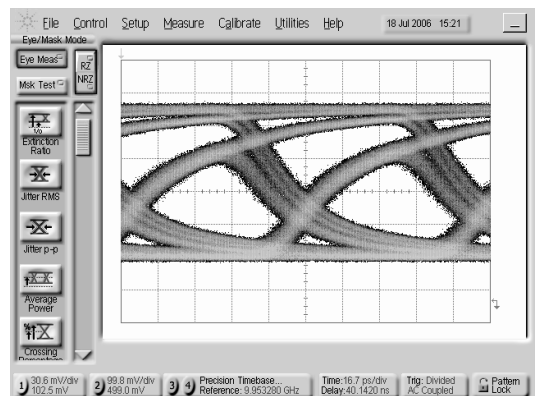 File Control Setup Measure Calibrate Utilities Help 18 Jul 2006 15:21
Eye/Mask Mode
Eye Meas
RZ
NRZ
Msk Test
Extinction
Ratio
Jitter RMS
Jitter p-p
Average
Power
Crossing
Percentage
1) 30.6 mV/div
102.5 mV
2) 99.8 mV/div
499.0 mV
3) 4) Precision Timebase...
Reference: 9.953280 GHz
Time:16.7 ps/div
Delay:40.1420 ns
Trig: Divided
AC Coupled
Pattern
Lock